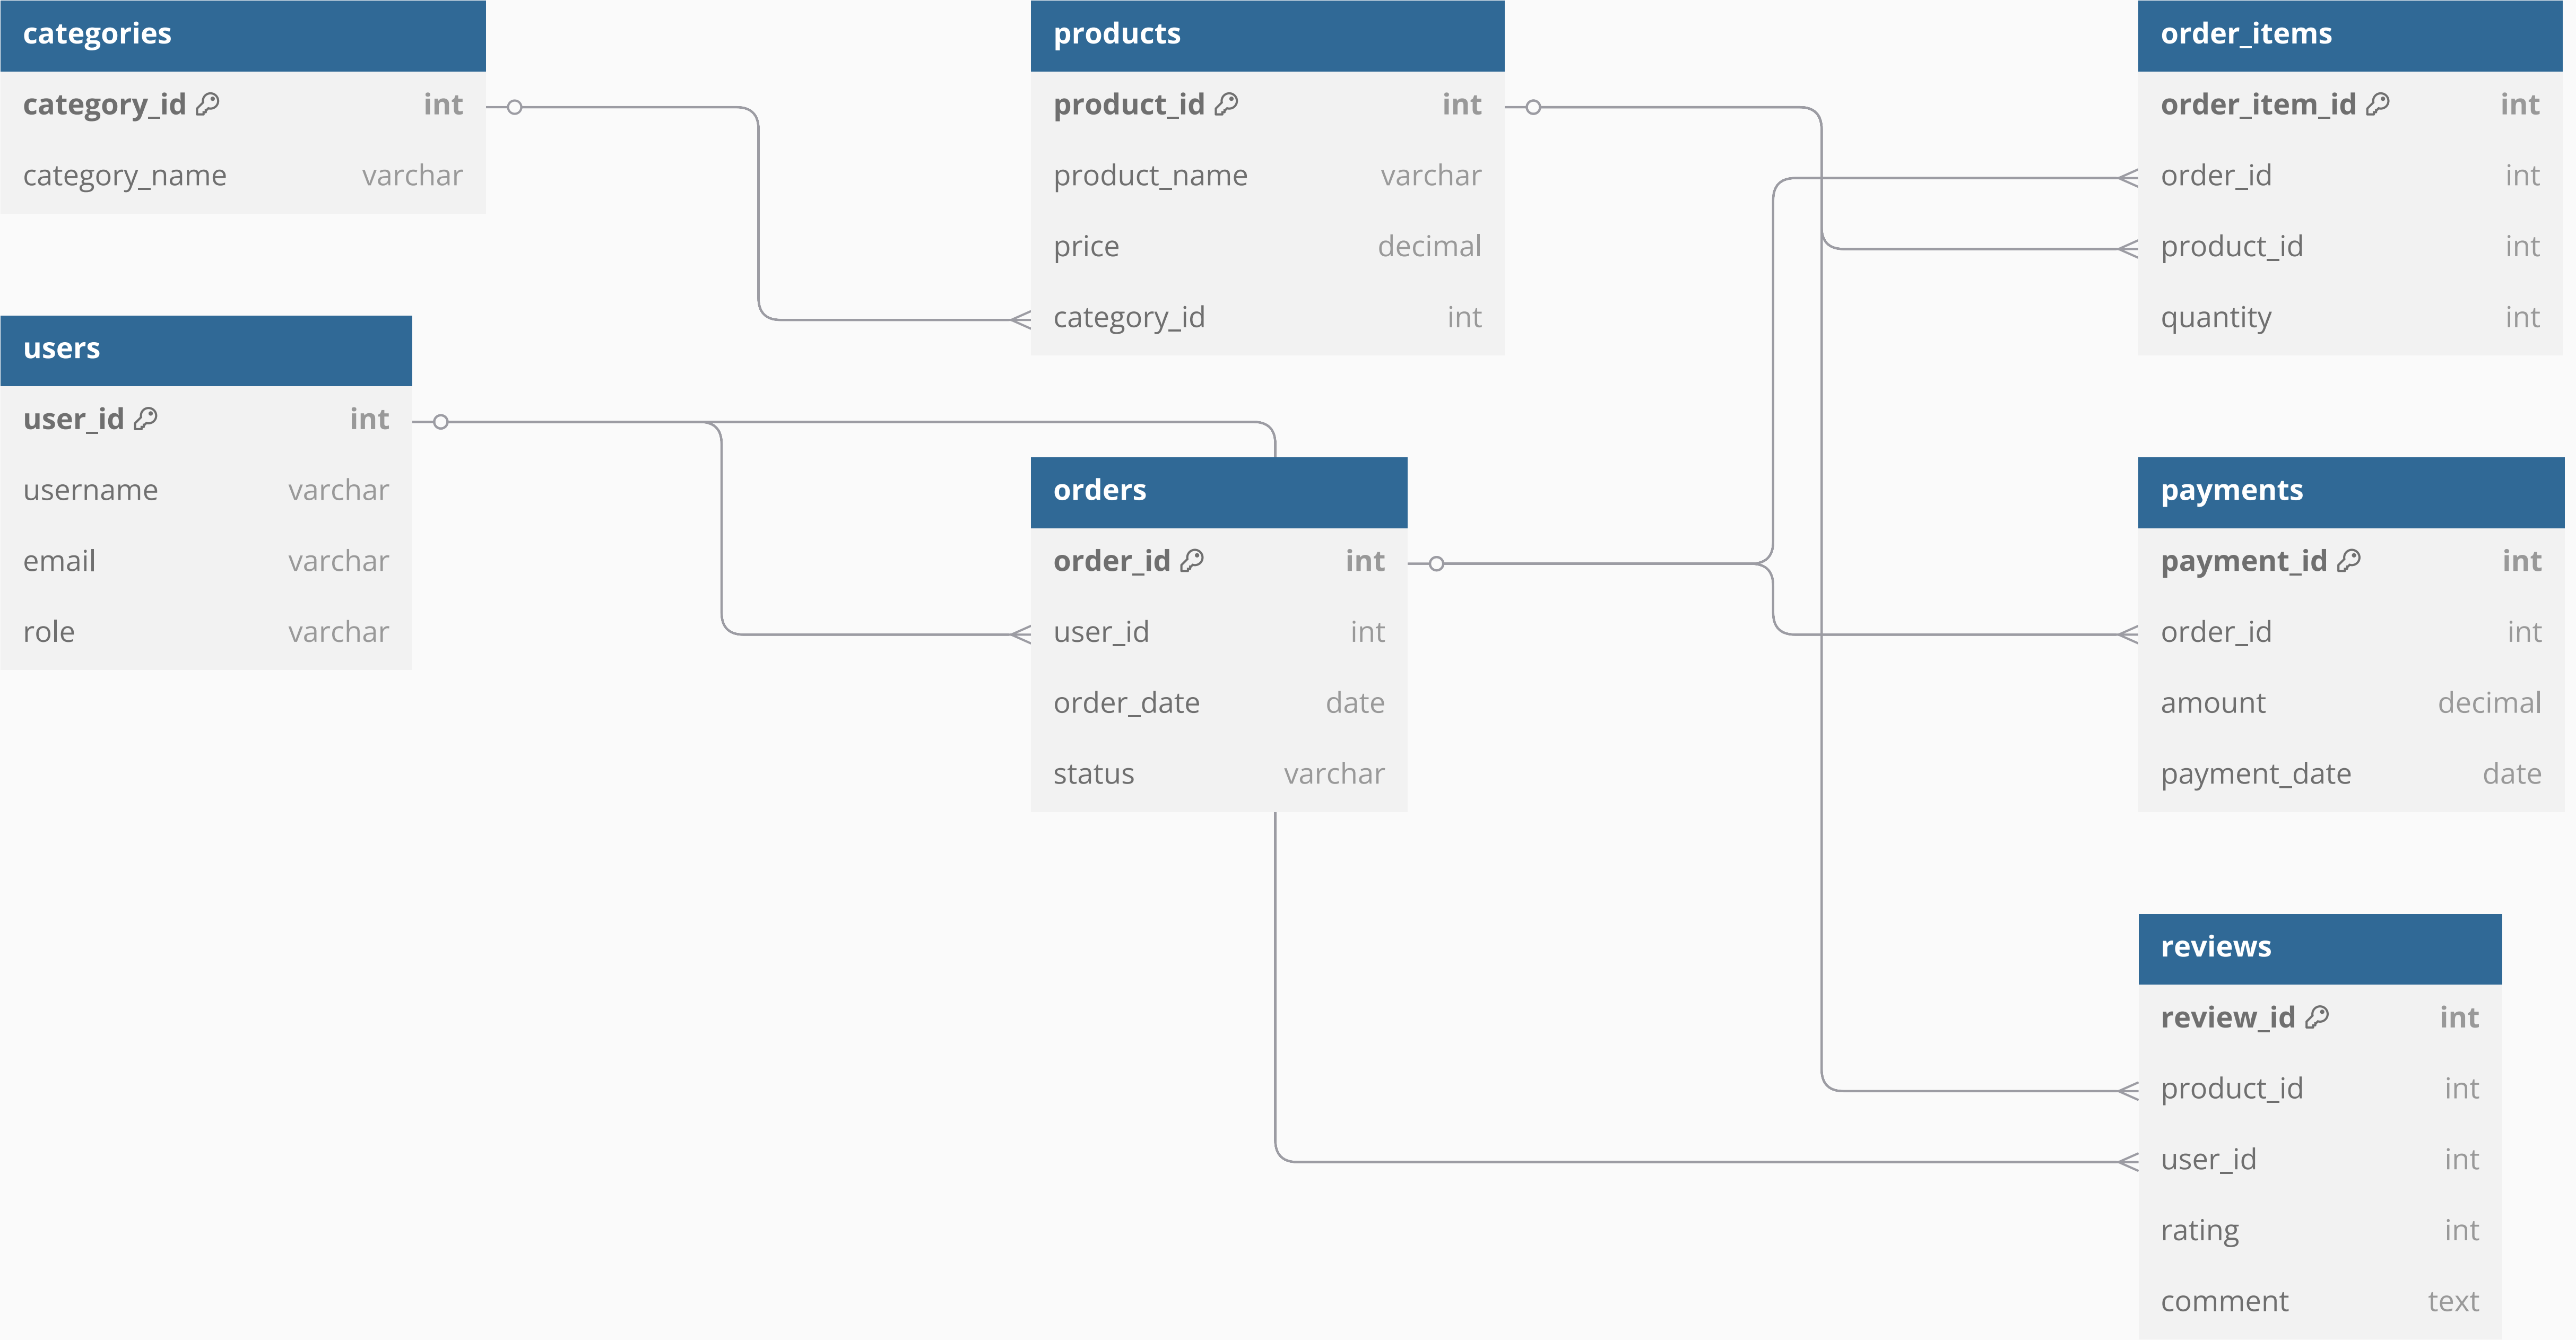 categories
category_id int
category_name varchar
users
user_id int
username varchar
email varchar
role varchar
products
product_id int
product_name varchar
price decimal
category_id int
orders
order_id int
user_id int
order_date date
status varchar
order_items
order_item_id int
order_id int
product_id int
quantity int
payments
payment_id int
order_id int
amount decimal
payment_date date
reviews
review_id int
product_id int
user_id int
rating int
comment text